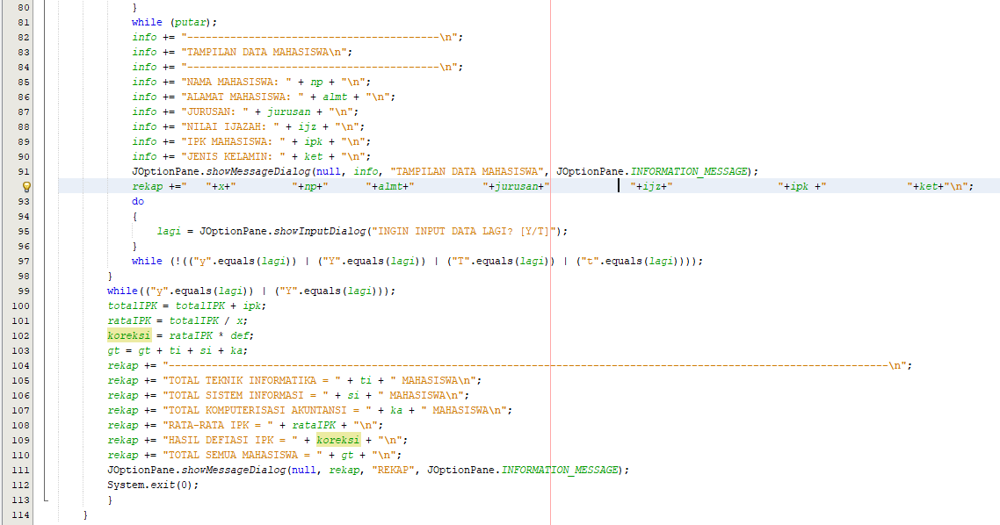 80 }
81 while (putar);
82 info += "-----------------------------------------\n";
83 info += "TAMPILAN DATA MAHASISWA\n";
84 info += "-----------------------------------------\n";
85 info += "NAMA MAHASISWA: " + np + "\n";
86 info += "ALAMAT MAHASISWA: " + almt + "\n";
87 info += "JURUSAN: " + jurusan + "\n";
88 info += "NILAI IJAZAH: " + ijz + "\n";
89 info += "IPK MAHASISWA: " + ipk + "\n";
90 info += "JENIS KELAMIN: " + ket + "\n";
91 JOptionPane.showMessageDialog(null, info, "TAMPILAN DATA MAHASISWA", JOptionPane.INFORMATION_MESSAGE);
rekap +="   "+x+"         "+np+"      "+almt+"           "+jurusan+"             "+ijz+"                 "+ipk +"             "+ket+"\n";
93 do
94 {
95 lagi = JOptionPane.showInputDialog("INGIN INPUT DATA LAGI? [Y/T]");
96 }
97 while (!(("y".equals(lagi)) | ("Y".equals(lagi)) | ("T".equals(lagi)) | ("t".equals(lagi))));
98 }
99 while(("y".equals(lagi)) | ("Y".equals(lagi)));
100 totalIPK = totalIPK + ipk;
101 rataIPK = totalIPK / x;
102 koreksi = rataIPK * def;
103 gt = gt + ti + si + ka;
104 rekap += "---------------------------------------------------------------------------------------------------------------------\n";
105 rekap += "TOTAL TEKNIK INFORMATIKA = " + ti + " MAHASISWA\n";
106 rekap += "TOTAL SISTEM INFORMASI = " + si + " MAHASISWA\n";
107 rekap += "TOTAL KOMPUTERISASI AKUNTANSI = " + ka + " MAHASISWA\n";
108 rekap += "RATA-RATA IPK = " + rataIPK + "\n";
109 rekap += "HASIL DEFIASI IPK = " + koreksi + "\n";
110 rekap += "TOTAL SEMUA MAHASISWA = " + gt + "\n";
111 JOptionPane.showMessageDialog(null, rekap, "REKAP", JOptionPane.INFORMATION_MESSAGE);
112 System.exit(0);
113 }
114 }